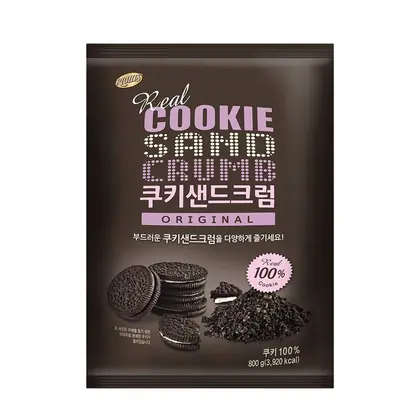 Real
COOKIE
SAND
CRUMB
쿠키샌드크럼
ORIGINAL
부드러운 쿠키샌드크럼을 다양하게 즐기세요!
Real
100%
Cookie
쿠키 100%
800 g(3,920 kcal)